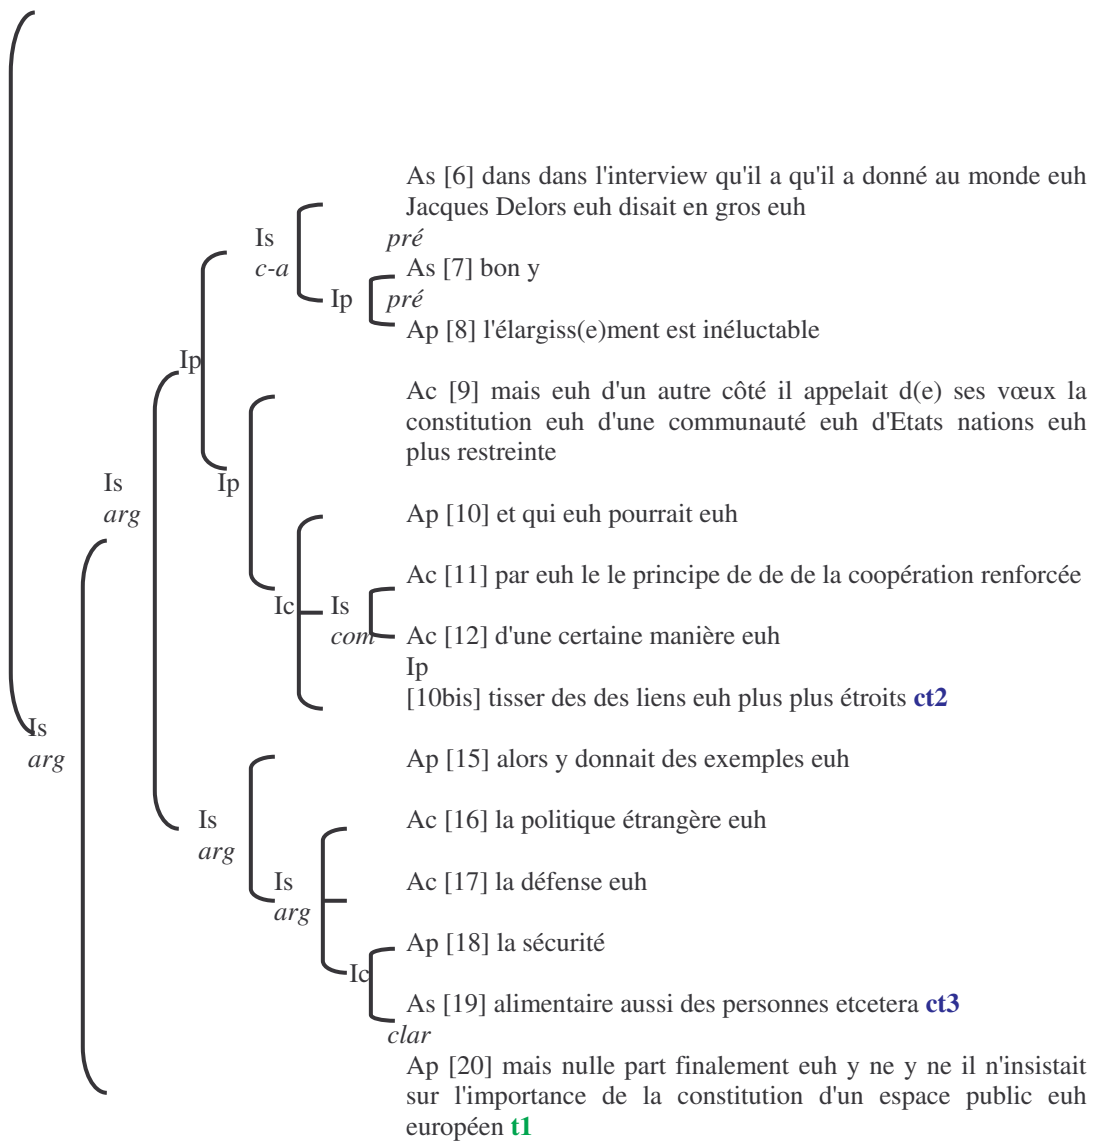 As [6] dans dans l'interview qu'il a qu'il a donné au monde euh
Jacques Delors euh disait en gros euh
Is
pré
c-a
As [7] bon y
Ip
pré
Ap [8] l'élargiss(e)ment est inéluctable
Ip
Ac [9] mais euh d'un autre côté il appelait d(e) ses vœux la
constitution euh d'une communauté euh d'Etats nations euh
plus restreinte
Is
Ip
arg
Ap [10] et qui euh pourrait euh
Ac [11] par euh le le principe de de de la coopération renforcée
Ic
Is
com
Ac [12] d'une certaine manière euh
Ip
[10bis] tisser des des liens euh plus plus étroits ct2
Is
arg
Ap [15] alors y donnait des exemples euh
Is
arg
Ac [16] la politique étrangère euh
Is
arg
Ac [17] la défense euh
Ap [18] la sécurité
Ic
As [19] alimentaire aussi des personnes etcetera ct3
clar
Ap [20] mais nulle part finalement euh y ne y ne il n'insistait
sur l'importance de la constitution d'un espace public euh
européen t1